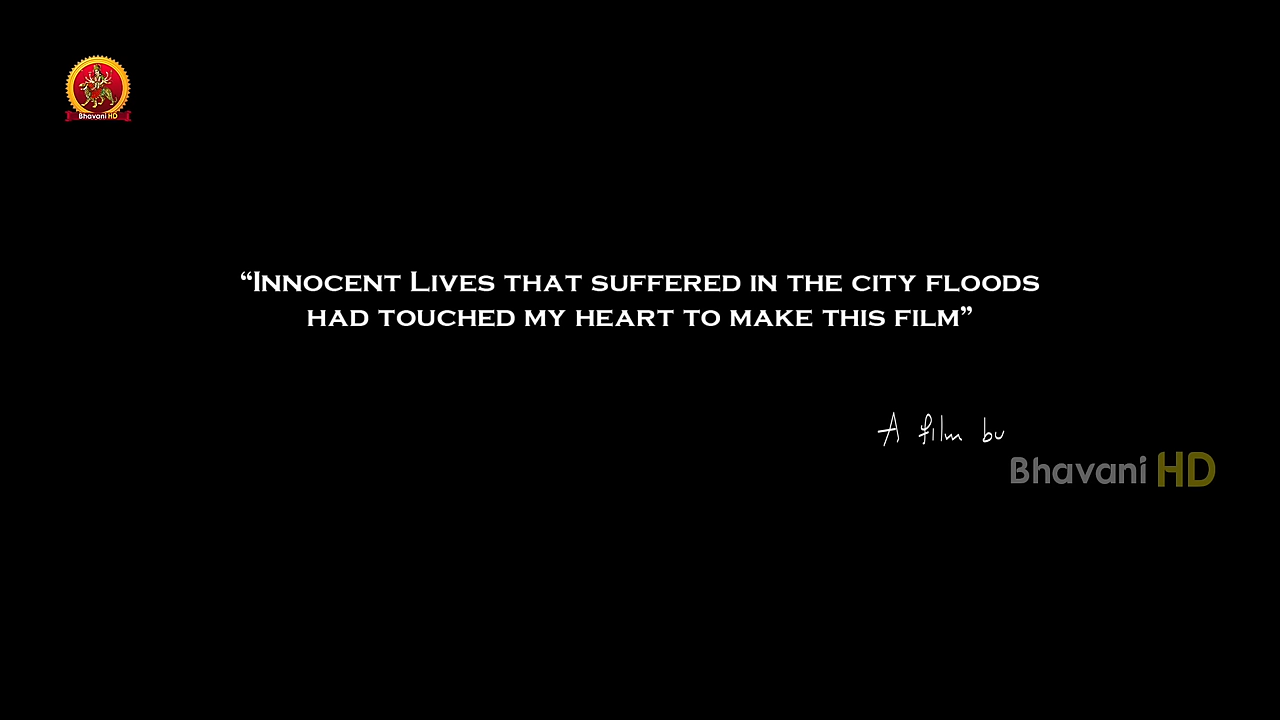 Bhavani HD
“Innocent Lives that suffered in the city floods
had touched my heart to make this film”
A film
Bhavani HD